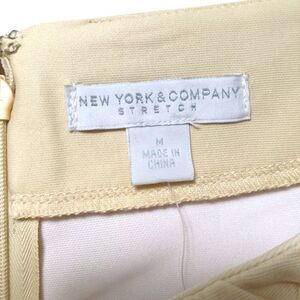 NEW YORK & COMPANY
STRETCH
M
MADE IN
CHINA